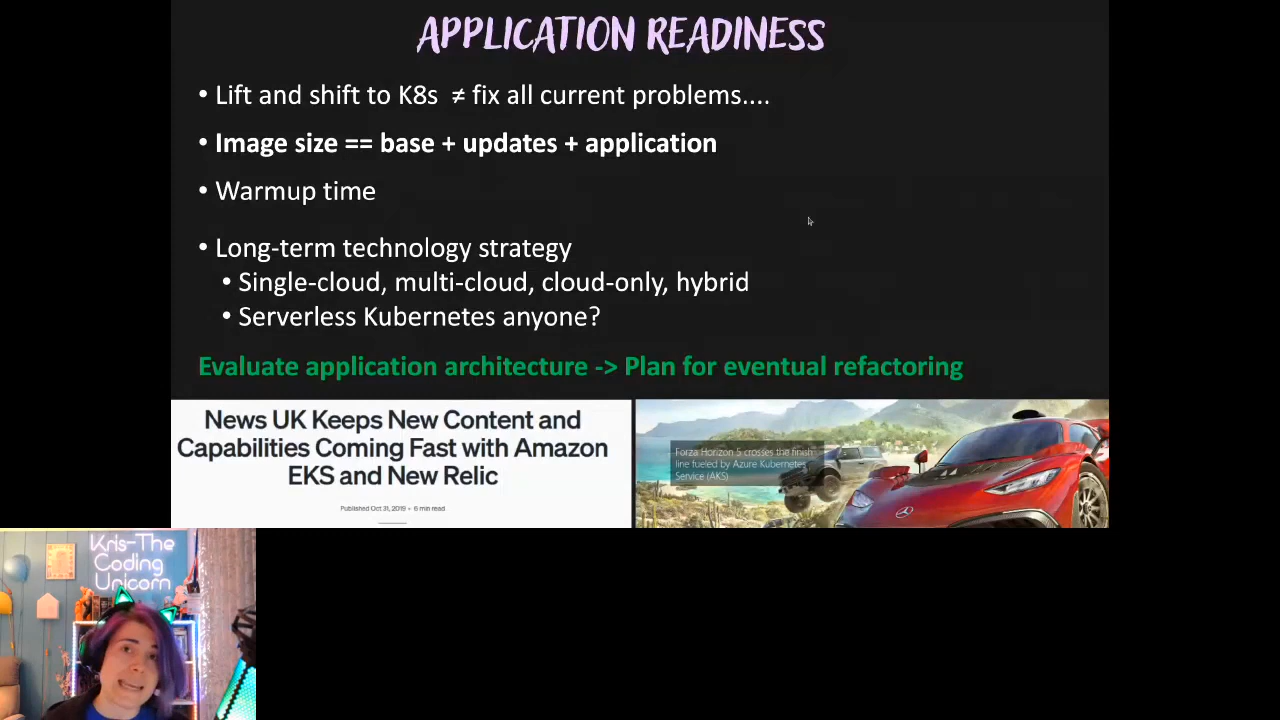 APPLICATION READINESS
• Lift and shift to K8s ≠ fix all current problems....
• Image size == base + updates + application
• Warmup time
• Long-term technology strategy
• Single-cloud, multi-cloud, cloud-only, hybrid
• Serverless Kubernetes anyone?
Evaluate application architecture -> Plan for eventual refactoring
News UK Keeps New Content and
Capabilities Coming Fast with Amazon
EKS and New Relic
Published Oct 31, 2019 • 6 min read
Forza Horizon 5 crosses the finish
line fueled by Azure Kubernetes
Service (AKS)
Kris-The
Coding
Unicorn